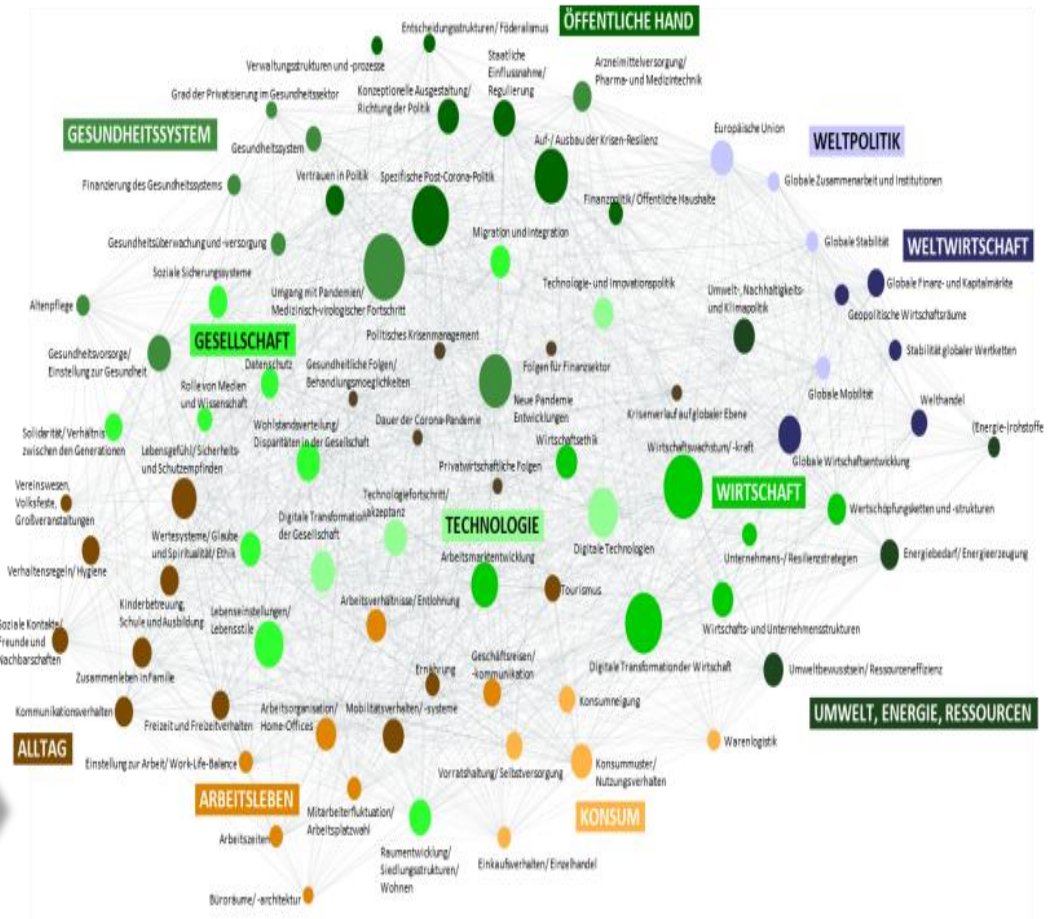 ÖFFENTLICHE HAND
Entscheidungsstrukturen/ Föderalismus
Verwaltungsstrukturen und -prozesse
Staatliche
Einflussnahme/
Regulierung
Arzneimittelversorgung/
Pharma- und Medizintechnik
Grad der Privatisierung im Gesundheitssektor
Konzeptionelle Ausgestaltung/
Richtung der Politik
GESUNDHEITSSYSTEM
Gesundheitssystem
Auf-/ Ausbau der Krisen-Resilienz
Europäische Union
WELTPOLITIK
Finanzierung des Gesundheitssystems
Vertrauen in Politik
Spezifische Post-Corona-Politik
Globale Zusammenarbeit und Institutionen
Finanzpolitik/ Öffentliche Haushalte
Gesundheitsüberwachung und -versorgung
Migration und Integration
Globale Stabilität
WELTWIRTSCHAFT
Soziale Sicherungssysteme
Umgang mit Pandemien/
Medizinisch-virologischer Fortschritt
Technologie- und Innovationspolitik
Umwelt-, Nachhaltigkeits-
und Klimapolitik
Globale Finanz- und Kapitalmärkte
Geopolitische Wirtschaftsräume
Altenpflege
GESELLSCHAFT
Politisches Krisenmanagement
Gesundheitsvorsorge/
Einstellung zur Gesundheit
Datenschutz
Gesundheitliche Folgen/
Behandlungsmoeglichkeiten
Folgen für Finanzsektor
Stabilität globaler Wertketten
Rolle von Medien
und Wissenschaft
Neue Pandemie
Entwicklungen
Globale Mobilität
Krisenverlauf auf globaler Ebene
Welthandel
Solidarität/ Verhältnis
zwischen den Generationen
Lebensgefühl/ Sicherheits-
und Schutzempfinden
Wohlstandsverteilung/
Disparitäten in der Gesellschaft
Dauer der Corona-Pandemie
Wirtschaftsethik
Wirtschaftswachstum/ -kraft
Globale Wirtschaftsentwicklung
(Energie-)rohstoffe
Privatwirtschaftliche Folgen
Vereinswesen,
Volksfeste,
Großveranstaltungen
Technologiefortschritt/
-akzeptanz
WIRTSCHAFT
Wertschöpfungsketten und -strukturen
Digitale Transformation
der Gesellschaft
TECHNOLOGIE
Wertesysteme/ Glaube
und Spiritualität/ Ethik
Digitale Technologien
Unternehmens-/ Resilienzstrategien
Energiebedarf/ Energieerzeugung
Arbeitsmarktentwicklung
Verhaltensregeln/ Hygiene
Tourismus
Kinderbetreuung,
Schule und Ausbildung
Lebenseinstellungen/
Lebensstile
Arbeitsverhältnisse/ Entlohnung
Soziale Kontakte/
Freunde und
Nachbarschaften
Wirtschafts- und Unternehmensstrukturen
Zusammenleben in Familie
Ernährung
Geschäftsreisen/
-kommunikation
Digitale Transformation der Wirtschaft
Umweltbewusstsein/ Ressourceneffizienz
Kommunikationsverhalten
Freizeit und Freizeitverhalten
Arbeitsorganisation/
Home-Offices
Mobilitätsverhalten/ -systeme
Konsumneigung
UMWELT, ENERGIE, RESSOURCEN
ALLTAG
Einstellung zur Arbeit/ Work-Life-Balance
Vorratshaltung/ Selbstversorgung
Konsummuster/
Nutzungsverhalten
Warenlogistik
ARBEITSLEBEN
Mitarbeiterfluktuation/
Arbeitsplatzwahl
KONSUM
Arbeitszeiten
Raumentwicklung/
Siedlungsstrukturen/
Wohnen
Einkaufsverhalten/ Einzelhandel
Büroräume/ -architektur